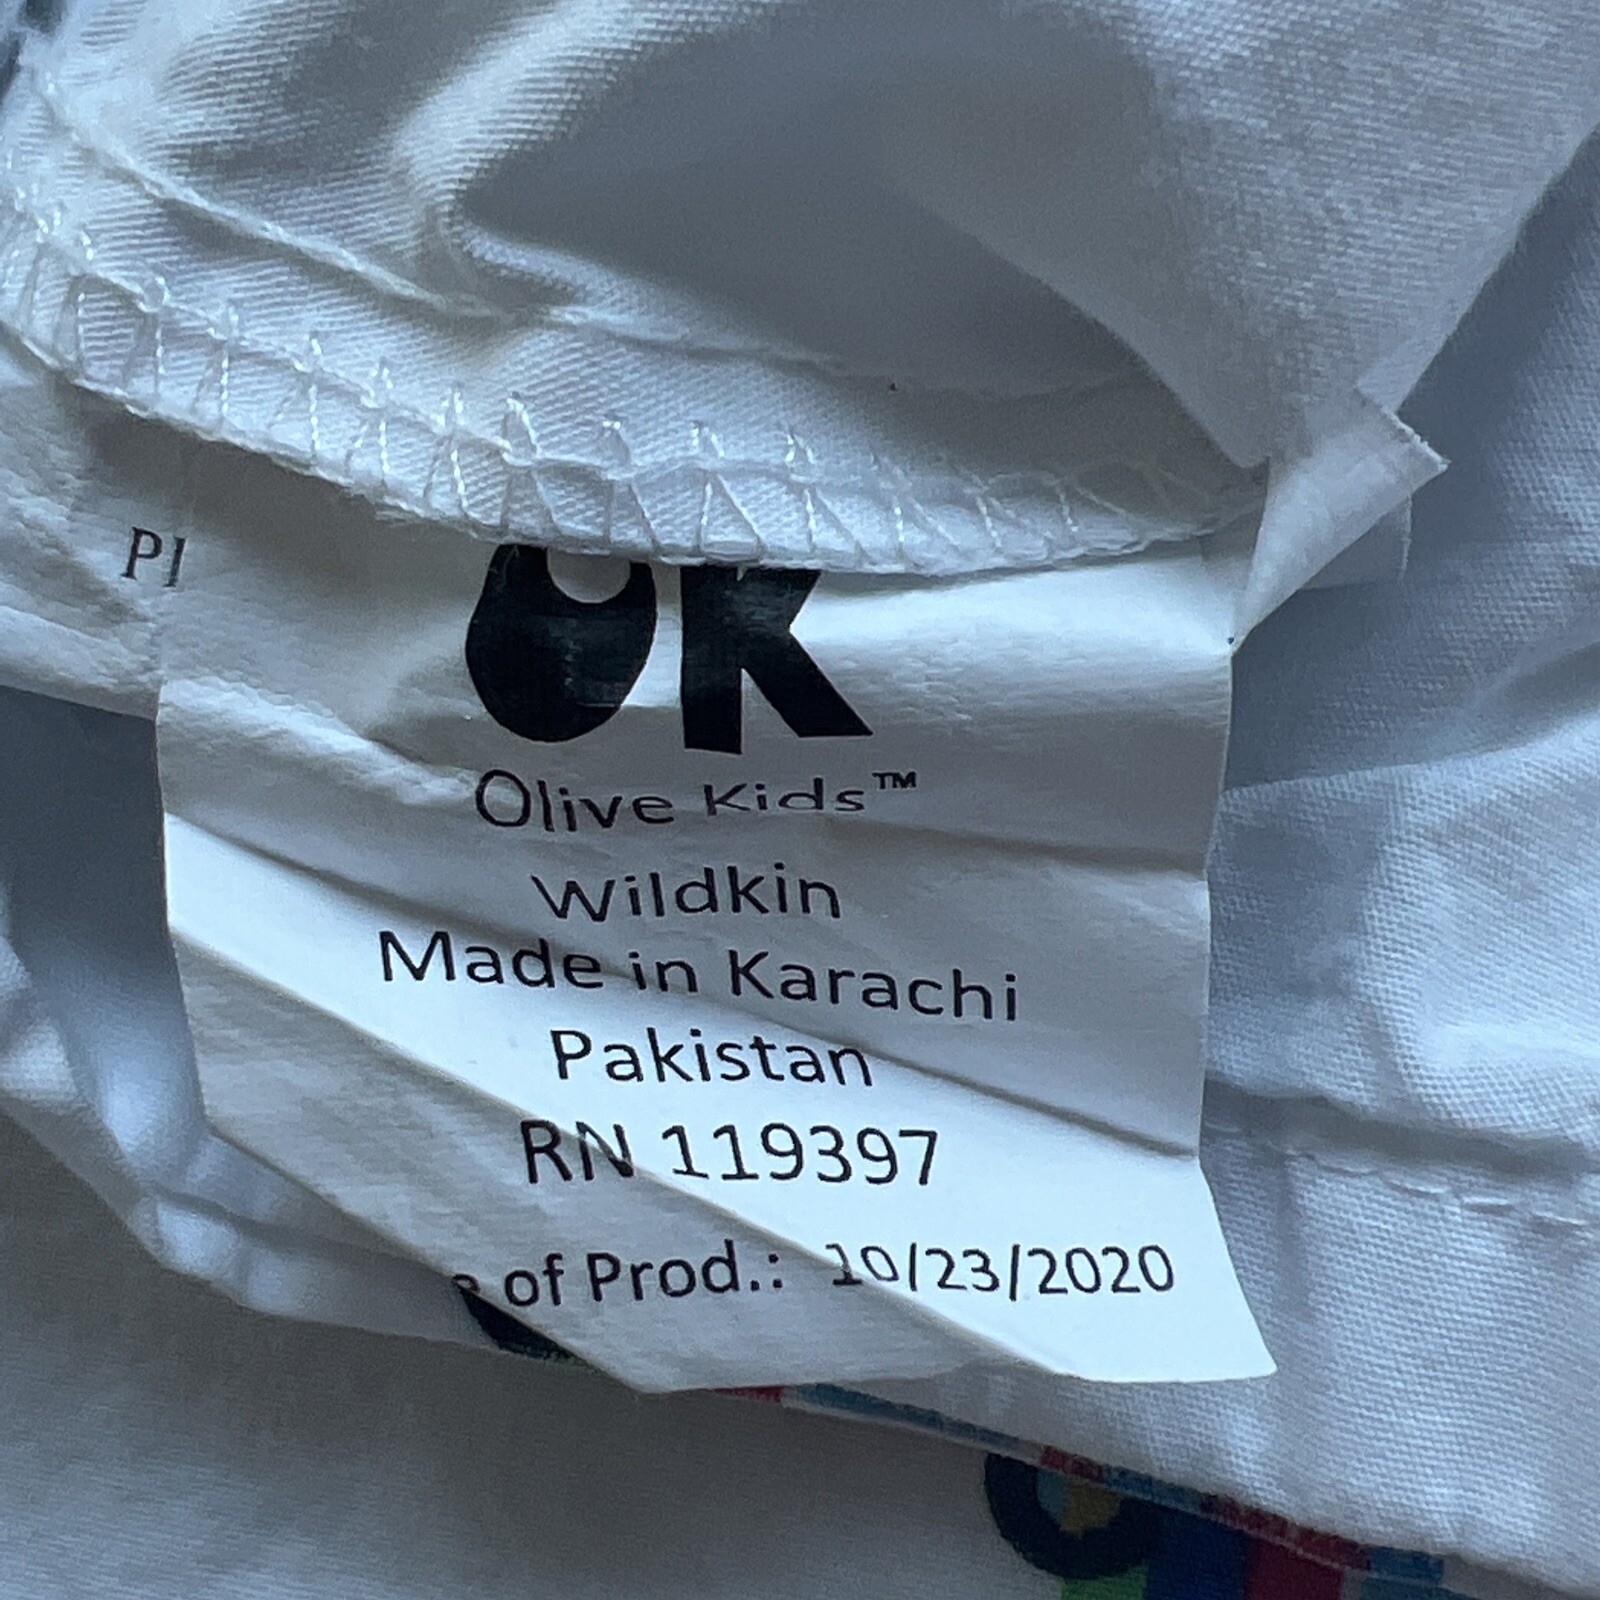 OK
Olive Kids™
Wildkin
Made in Karachi
Pakistan
RN 119397
of Prod.: 10/23/2020